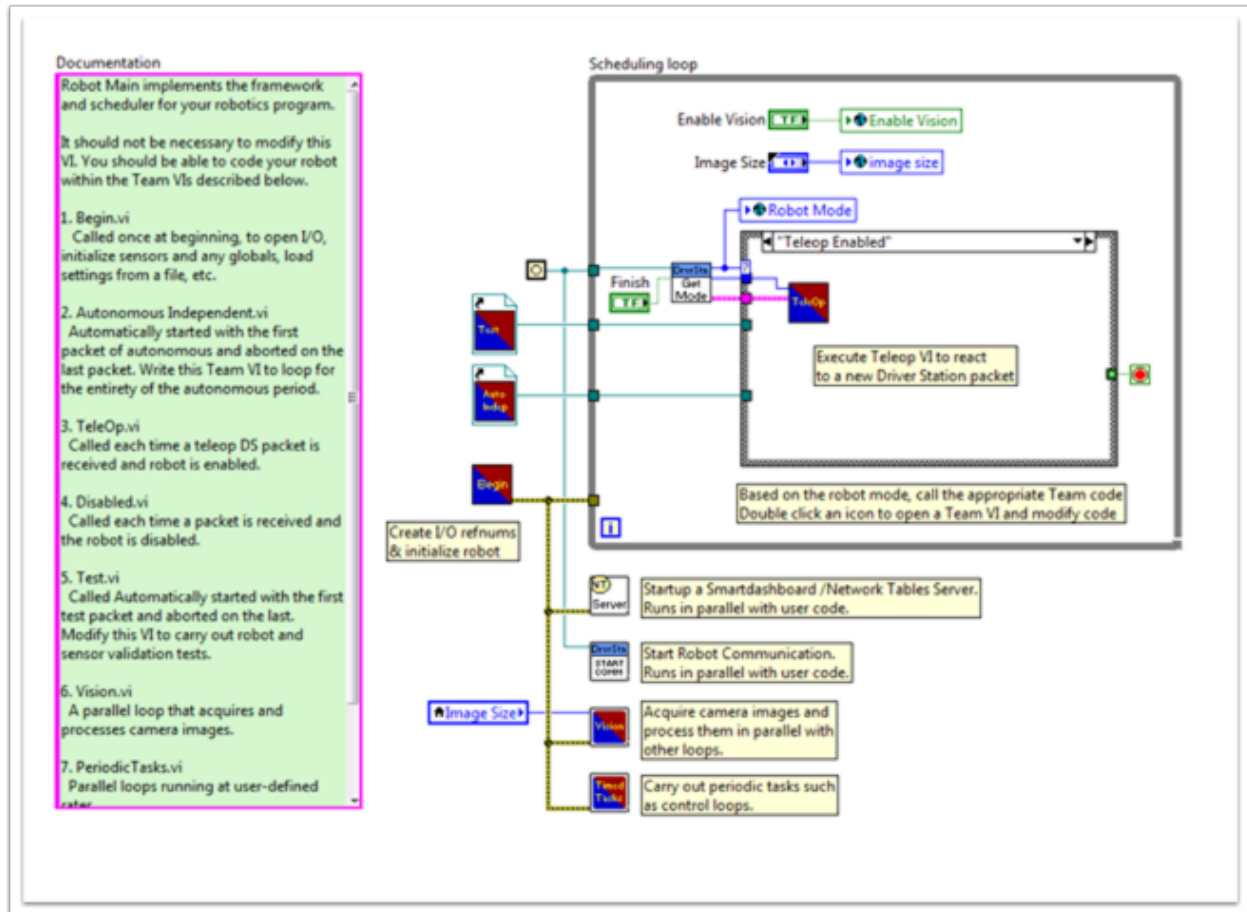 Documentation
Robot Main implements the framework
and scheduler for your robotics program.
It should not be necessary to modify this
VI. You should be able to code your robot
within the Team VIs described below.
1. Begin.vi
Called once at beginning, to open I/O,
initialize sensors and any globals, load
settings from a file, etc.
2. Autonomous Independent.vi
Automatically started with the first
packet of autonomous and aborted on the
last packet. Write this Team VI to loop for
the entirety of the autonomous period.
3. TeleOp.vi
Called each time a teleop DS packet is
received and robot is enabled.
4. Disabled.vi
Called each time a packet is received and
the robot is disabled.
5. Test.vi
Called Automatically started with the first
test packet and aborted on the last.
Modify this VI to carry out robot and
sensor validation tests.
6. Vision.vi
A parallel loop that acquires and
processes camera images.
7. PeriodicTasks.vi
Parallel loops running at user-defined
rates
Scheduling loop
Enable Vision
TF
Enable Vision
Image Size
image size
Robot Mode
"Teleop Enabled"
Finish
TF
DrvrSta
Get
Mode
?
TeleOp
Execute Teleop VI to react
to a new Driver Station packet
Test
Auto
Indep
Begin
Create I/O refnums
& initialize robot
Based on the robot mode, call the appropriate Team code
Double click an icon to open a Team VI and modify code
i
NT
Server
Startup a Smartdashboard /Network Tables Server.
Runs in parallel with user code.
DrvrSta
START
COMM
Start Robot Communication.
Runs in parallel with user code.
Image Size
Vision
Acquire camera images and
process them in parallel with
other loops.
Timed
Tasks
Carry out periodic tasks such
as control loops.